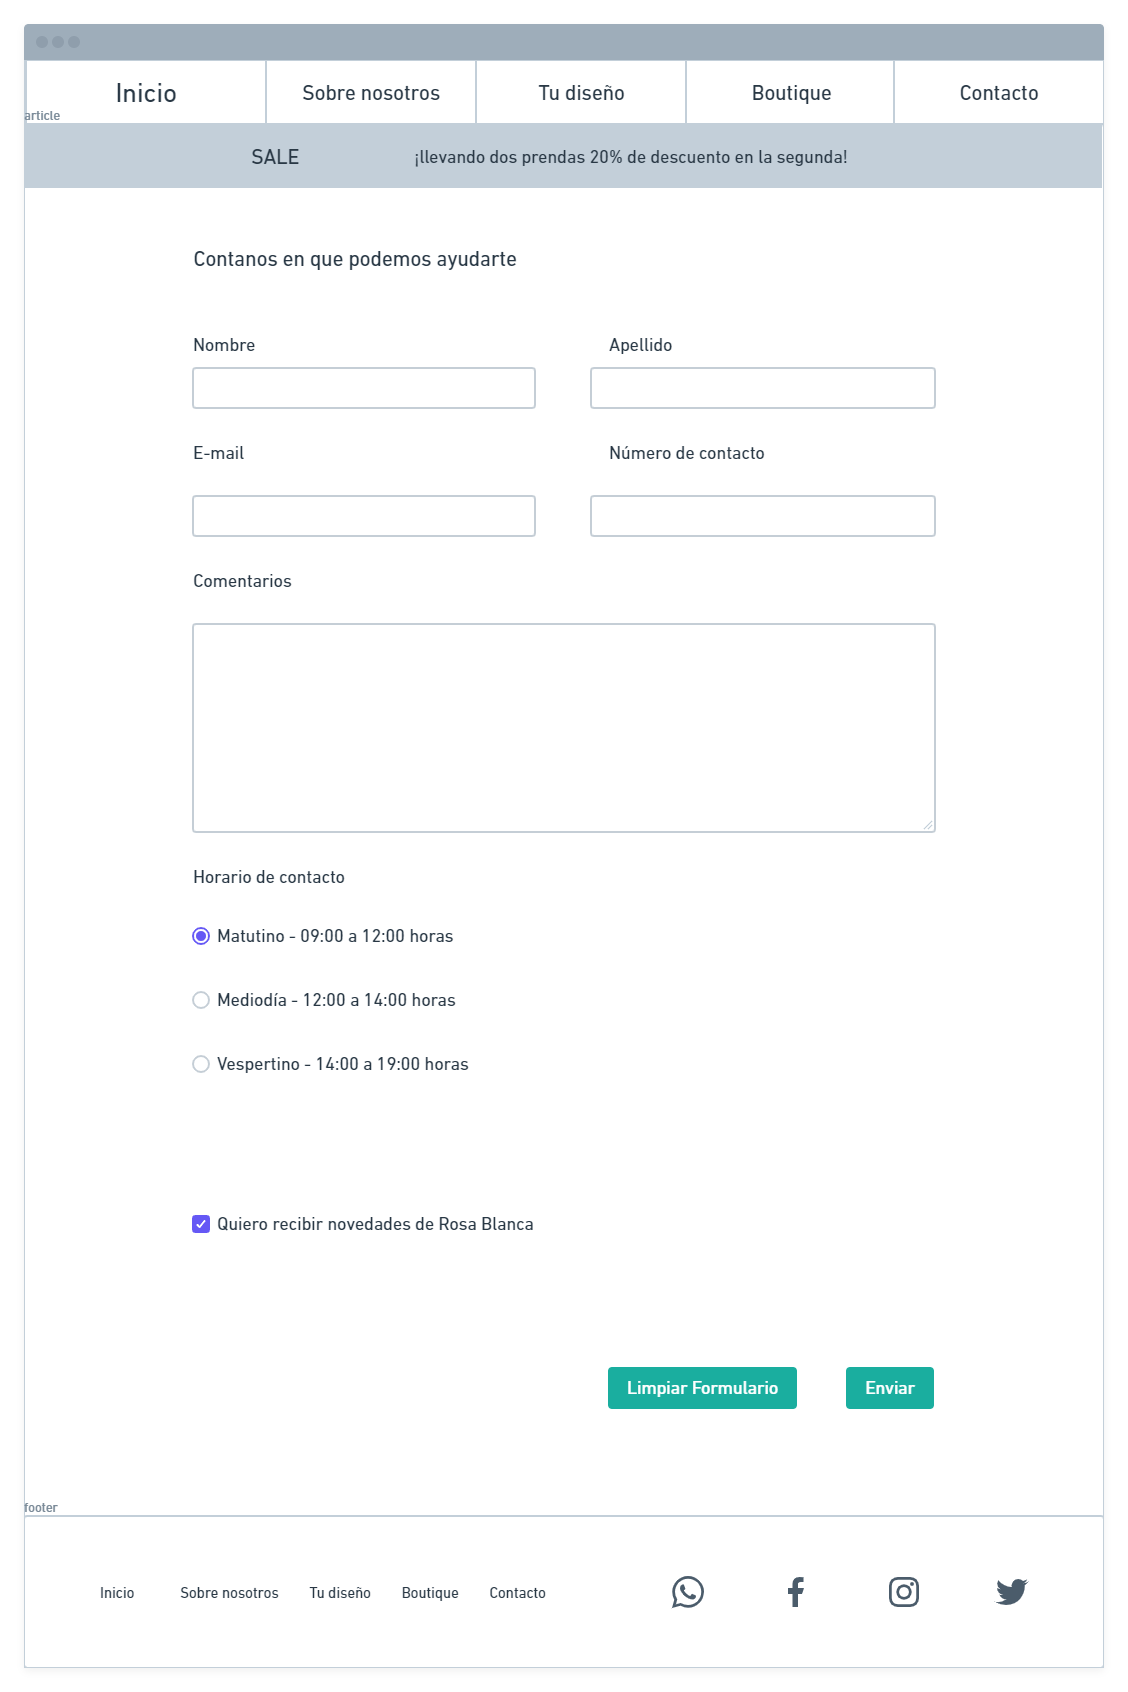 Inicio
Sobre nosotros
Tu diseño
Boutique
Contacto
article
SALE
¡llevando dos prendas 20% de descuento en la segunda!
Contanos en que podemos ayudarte
Nombre
Apellido
E-mail
Número de contacto
Comentarios
Horario de contacto
Matutino - 09:00 a 12:00 horas
Mediodía - 12:00 a 14:00 horas
Vespertino - 14:00 a 19:00 horas
Quiero recibir novedades de Rosa Blanca
Limpiar Formulario
Enviar
footer
Inicio
Sobre nosotros
Tu diseño
Boutique
Contacto